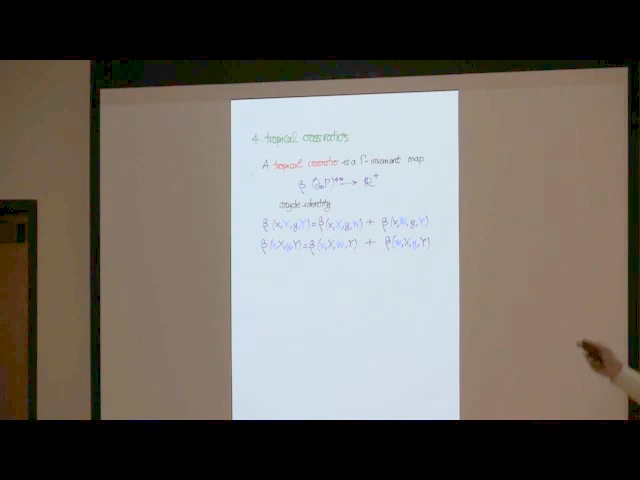 4 tropical crossratios
A tropical crossratio is a Γ-invariant map
β (∂∞Γ)⁴* → ℝ⁺
cocycle identity
β(x,X,y,Y)=β(x,X,y,W) + β(x,W,y,Y)
β(x,X,y,Y)=β(x,X,w,Y) + β(w,X,y,Y)